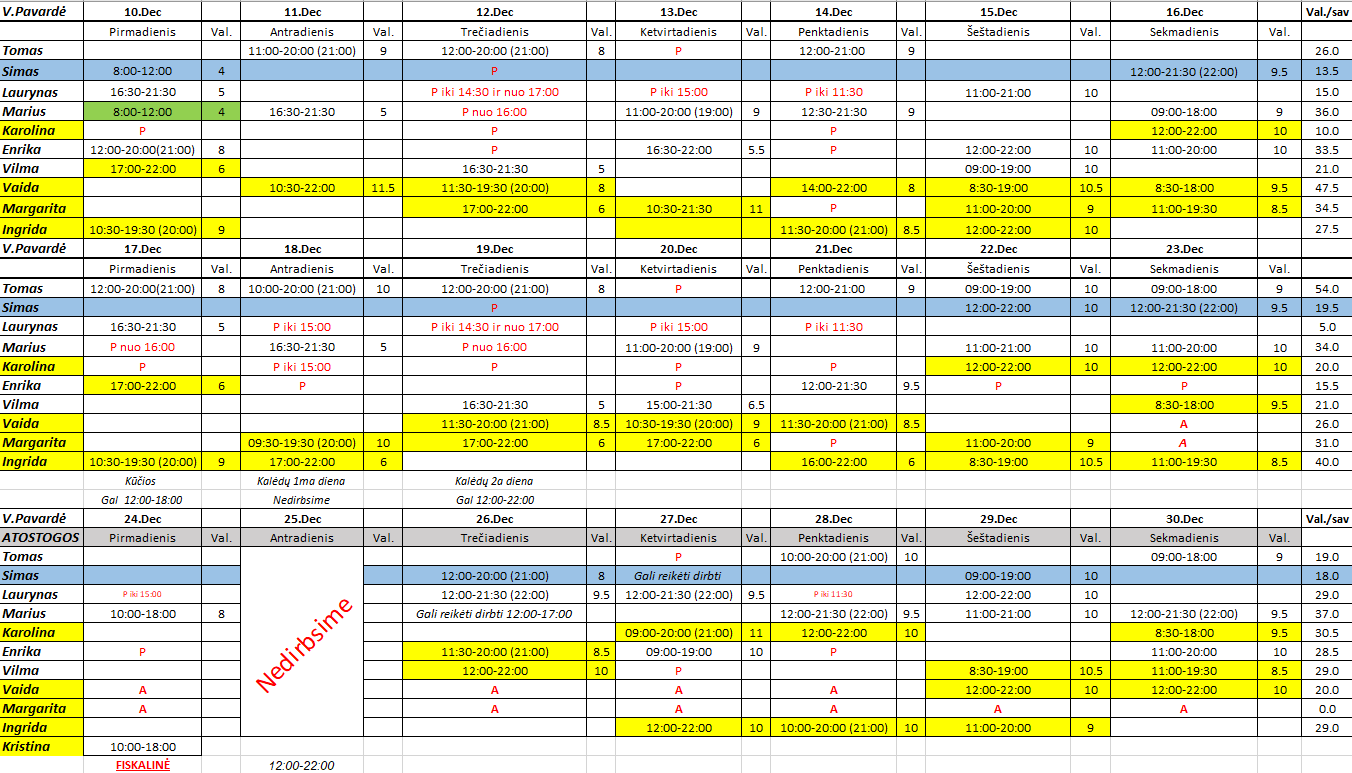 V.Pavardė 10.Dec 11.Dec 12.Dec 13.Dec 14.Dec 15.Dec 16.Dec Val./sav
Pirmadienis Val. Antradienis Val. Trečiadienis Val. Ketvirtadienis Val. Penktadienis Val. Šeštadienis Val. Sekmadienis Val.
Tomas 11:00-20:00 (21:00) 9 12:00-20:00 (21:00) 8 P 12:00-21:00 9 26.0
Simas 8:00-12:00 4 P 12:00-21:30 (22:00) 9.5 13.5
Laurynas 16:30-21:30 5 P iki 14:30 ir nuo 17:00 P iki 15:00 P iki 11:30 11:00-21:00 10 15.0
Marius 8:00-12:00 4 16:30-21:30 5 P nuo 16:00 11:00-20:00 (19:00) 9 12:30-21:30 9 09:00-18:00 9 36.0
Karolina P P P 12:00-22:00 10 10.0
Enrika 12:00-20:00(21:00) 8 P 16:30-22:00 5.5 P 12:00-22:00 10 11:00-20:00 10 33.5
Vilma 17:00-22:00 6 16:30-21:30 5 09:00-19:00 10 21.0
Vaida 10:30-22:00 11.5 11:30-19:30 (20:00) 8 14:00-22:00 8 8:30-19:00 10.5 8:30-18:00 9.5 47.5
Margarita 17:00-22:00 6 10:30-21:30 11 P 11:00-20:00 9 11:00-19:30 8.5 34.5
Ingrida 10:30-19:30 (20:00) 9 11:30-20:00 (21:00) 8.5 12:00-22:00 10 27.5
V.Pavardė 17.Dec 18.Dec 19.Dec 20.Dec 21.Dec 22.Dec 23.Dec
Pirmadienis Val. Antradienis Val. Trečiadienis Val. Ketvirtadienis Val. Penktadienis Val. Šeštadienis Val. Sekmadienis Val.
Tomas 12:00-20:00(21:00) 8 10:00-20:00 (21:00) 10 12:00-20:00 (21:00) 8 P 12:00-21:00 9 09:00-19:00 10 09:00-18:00 9 54.0
Simas P 12:00-22:00 10 12:00-21:30 (22:00) 9.5 19.5
Laurynas 16:30-21:30 5 P iki 15:00 P iki 14:30 ir nuo 17:00 P iki 15:00 P iki 11:30 5.0
Marius P nuo 16:00 16:30-21:30 5 P nuo 16:00 11:00-20:00 (19:00) 9 11:00-21:00 10 11:00-20:00 10 34.0
Karolina P P iki 15:00 P P P 12:00-22:00 10 12:00-22:00 10 20.0
Enrika 17:00-22:00 6 P P 12:00-21:30 9.5 P P 15.5
Vilma 16:30-21:30 5 15:00-21:30 6.5 8:30-18:00 9.5 21.0
Vaida 11:30-20:00 (21:00) 8.5 10:30-19:30 (20:00) 9 11:30-20:00 (21:00) 8.5 A 26.0
Margarita 09:30-19:30 (20:00) 10 17:00-22:00 6 17:00-22:00 6 P 11:00-20:00 9 A 31.0
Ingrida 10:30-19:30 (20:00) 9 17:00-22:00 6 16:00-22:00 6 8:30-19:00 10.5 11:00-19:30 8.5 40.0
Kūčios Kalėdų 1ma diena Kalėdų 2a diena
Gal 12:00-18:00 Nedirbsime Gal 12:00-22:00
V.Pavardė 24.Dec 25.Dec 26.Dec 27.Dec 28.Dec 29.Dec 30.Dec Val./sav
ATOSTOGOS Pirmadienis Val. Antradienis Val. Trečiadienis Val. Ketvirtadienis Val. Penktadienis Val. Šeštadienis Val. Sekmadienis Val.
Tomas P 10:00-20:00 (21:00) 10 09:00-18:00 9 19.0
Simas 12:00-20:00 (21:00) 8 Gali reikėti dirbti 09:00-19:00 10 18.0
Laurynas P iki 15:00 12:00-21:30 (22:00) 9.5 12:00-21:30 (22:00) 9.5 P iki 11:30 12:00-22:00 10 29.0
Marius 10:00-18:00 8 Gali reikėti dirbti 12:00-17:00 12:00-21:30 (22:00) 9.5 11:00-21:00 10 12:00-21:30 (22:00) 9.5 37.0
Karolina 09:00-20:00 (21:00) 11 12:00-22:00 10 8:30-18:00 9.5 30.5
Nedirbsime
Enrika P 11:30-20:00 (21:00) 8.5 09:00-19:00 10 P 11:00-20:00 10 28.5
Vilma 12:00-22:00 10 P 8:30-19:00 10.5 11:00-19:30 8.5 29.0
Vaida A A A A 12:00-22:00 10 12:00-22:00 10 20.0
Margarita A A A A A A 0.0
Ingrida 12:00-22:00 10 10:00-20:00 (21:00) 10 11:00-20:00 9 29.0
Kristina 10:00-18:00
FISKALINĖ 12:00-22:00